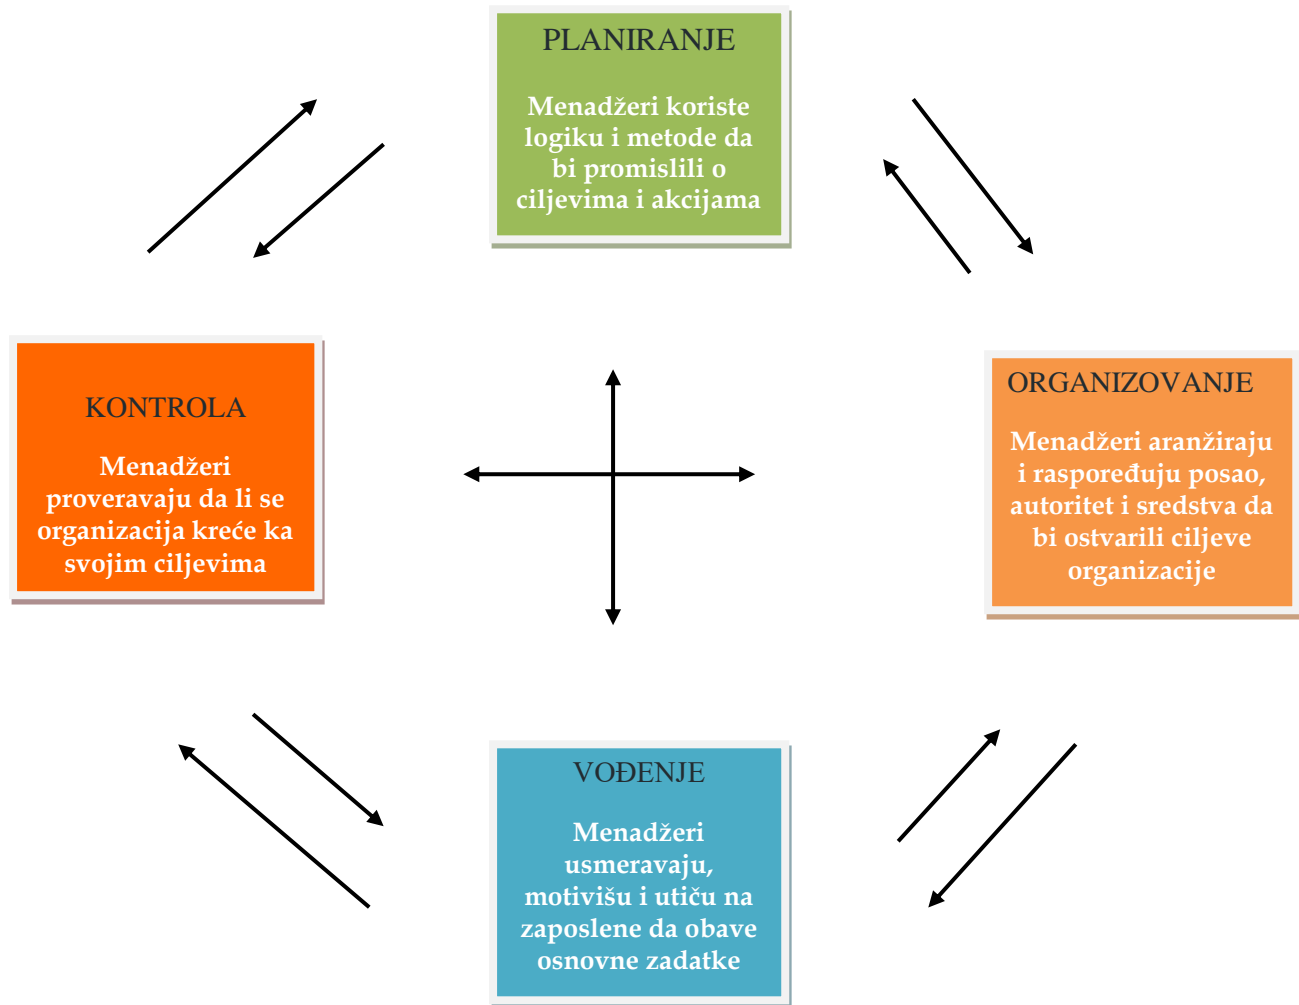 PLANIRANJE
Menadžeri koriste
logiku i metode da
bi promislili o
ciljevima i akcijama
KONTROLA
Menadžeri
proveravaju da li se
organizacija kreće ka
svojim ciljevima
ORGANIZOVANJE
Menadžeri aranžiraju
i raspoređuju posao,
autoritet i sredstva da
bi ostvarili ciljeve
organizacije
VOĐENJE
Menadžeri
usmeravaju,
motivišu i utiču na
zaposlene da obave
osnovne zadatke